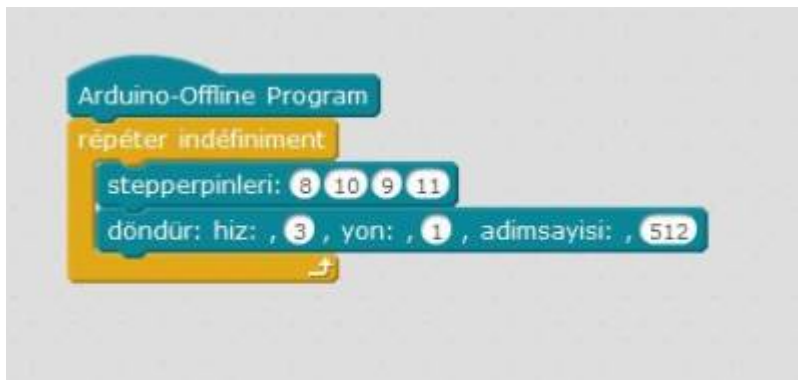 Arduino-Offline Program
répéter indéfiniment
stepperpinleri: 8 10 9 11
döndür: hiz: , 3 , yon: , 1 , adimsayisi: , 512